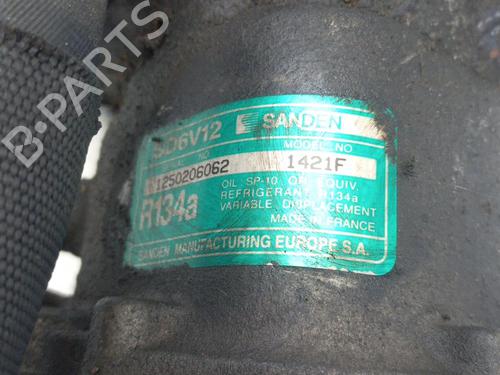 SD6V12 SANDEN
NO MODEL NO
1250206062 1421F
OIL SP-10 OR EQUIV.
REFRIGERANT R134a
R134a VARIABLE DISPLACEMENT
MADE IN FRANCE
SANDEN MANUFACTURING EUROPE S.A.
B-PARTS